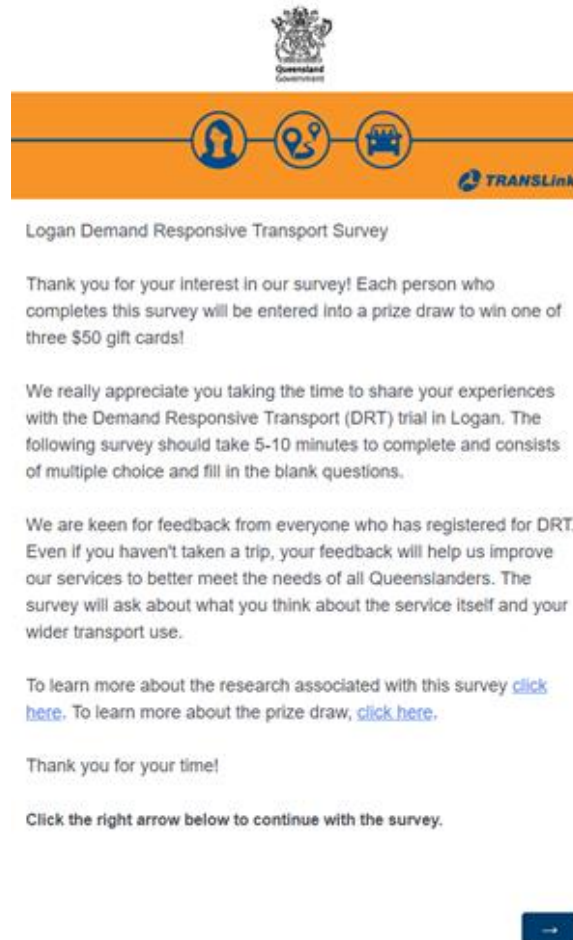 Queensland
Government
TRANSLink
Logan Demand Responsive Transport Survey
Thank you for your interest in our survey! Each person who
completes this survey will be entered into a prize draw to win one of
three $50 gift cards!
We really appreciate you taking the time to share your experiences
with the Demand Responsive Transport (DRT) trial in Logan. The
following survey should take 5-10 minutes to complete and consists
of multiple choice and fill in the blank questions.
We are keen for feedback from everyone who has registered for DRT.
Even if you haven't taken a trip, your feedback will help us improve
our services to better meet the needs of all Queenslanders. The
survey will ask about what you think about the service itself and your
wider transport use.
To learn more about the research associated with this survey click
here. To learn more about the prize draw, click here.
Thank you for your time!
Click the right arrow below to continue with the survey.
→